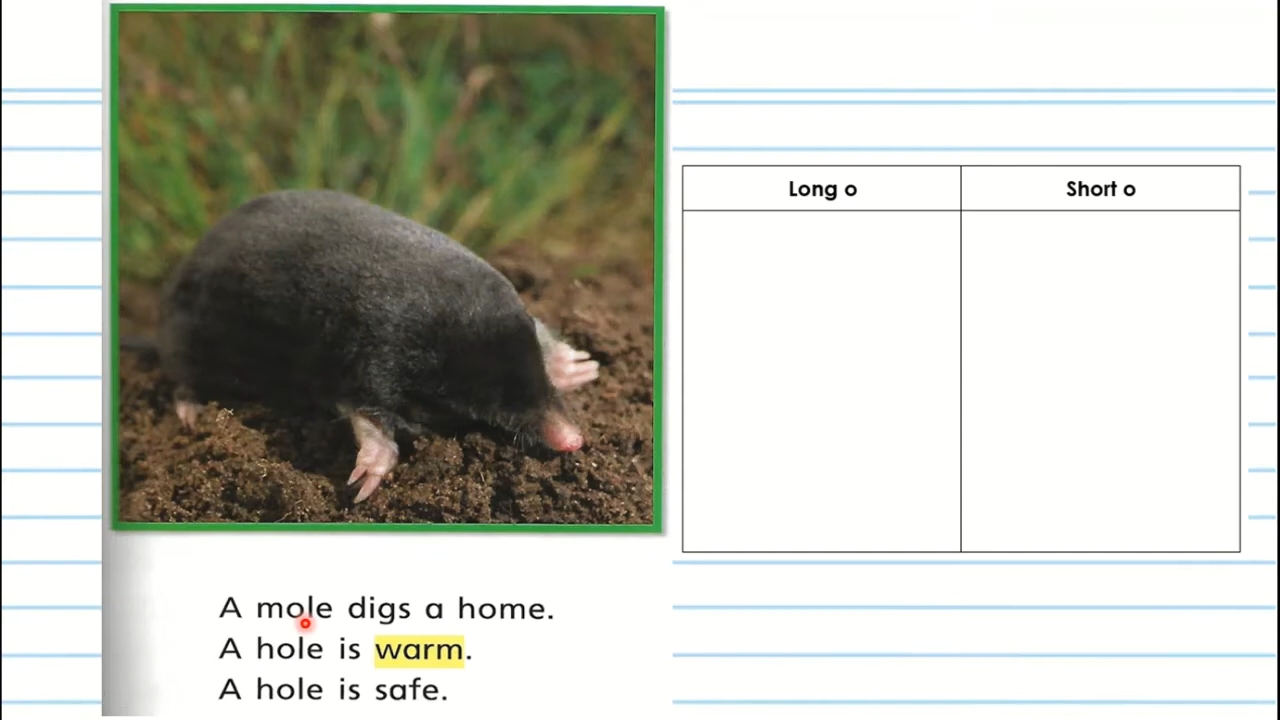 Long o
Short o
A mole digs a home.
A hole is warm.
A hole is safe.